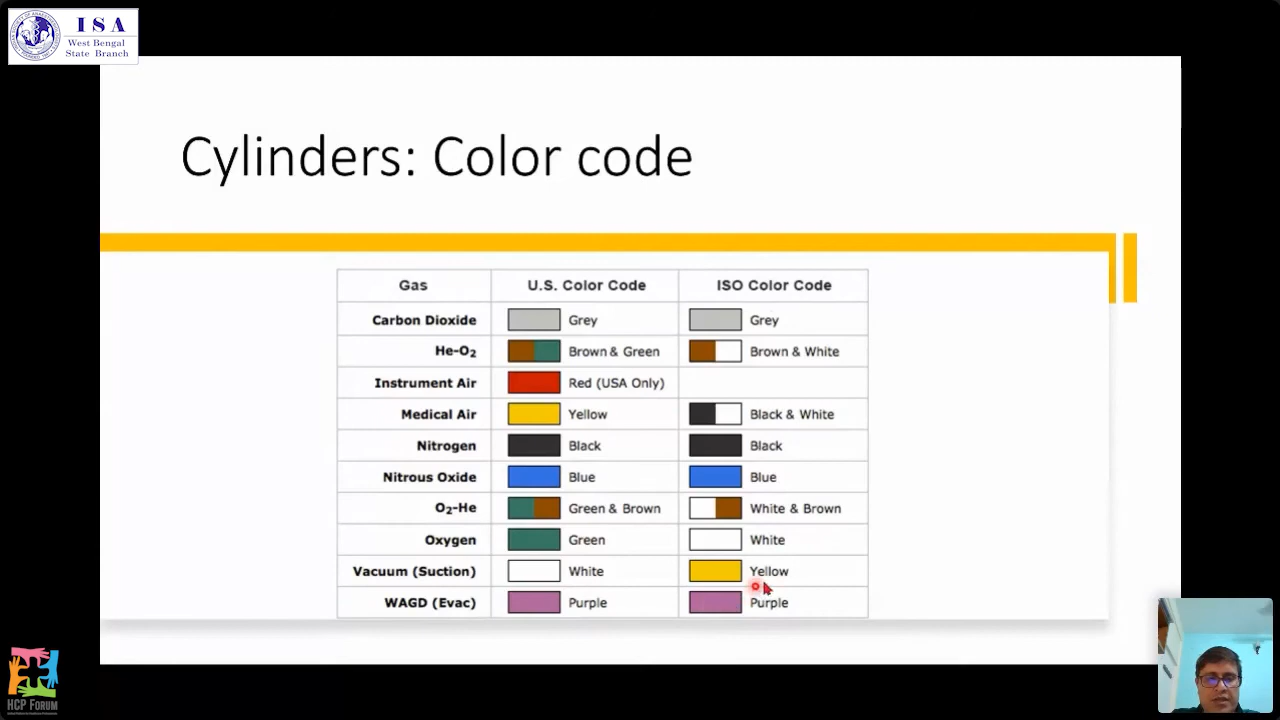 ISA
West Bengal
State Branch
Cylinders: Color code
Gas U.S. Color Code ISO Color Code
Carbon Dioxide Grey Grey
He-O₂ Brown & Green Brown & White
Instrument Air Red (USA Only)
Medical Air Yellow Black & White
Nitrogen Black Black
Nitrous Oxide Blue Blue
O₂-He Green & Brown White & Brown
Oxygen Green White
Vacuum (Suction) White Yellow
WAGD (Evac) Purple Purple
HCP FORUM